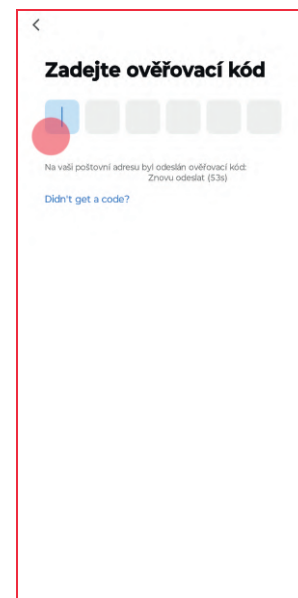 Zadejte ověřovací kód
Na vaši poštovní adresu byl odeslán ověřovací kód:
Znovu odeslat (53s)
Didn't get a code?